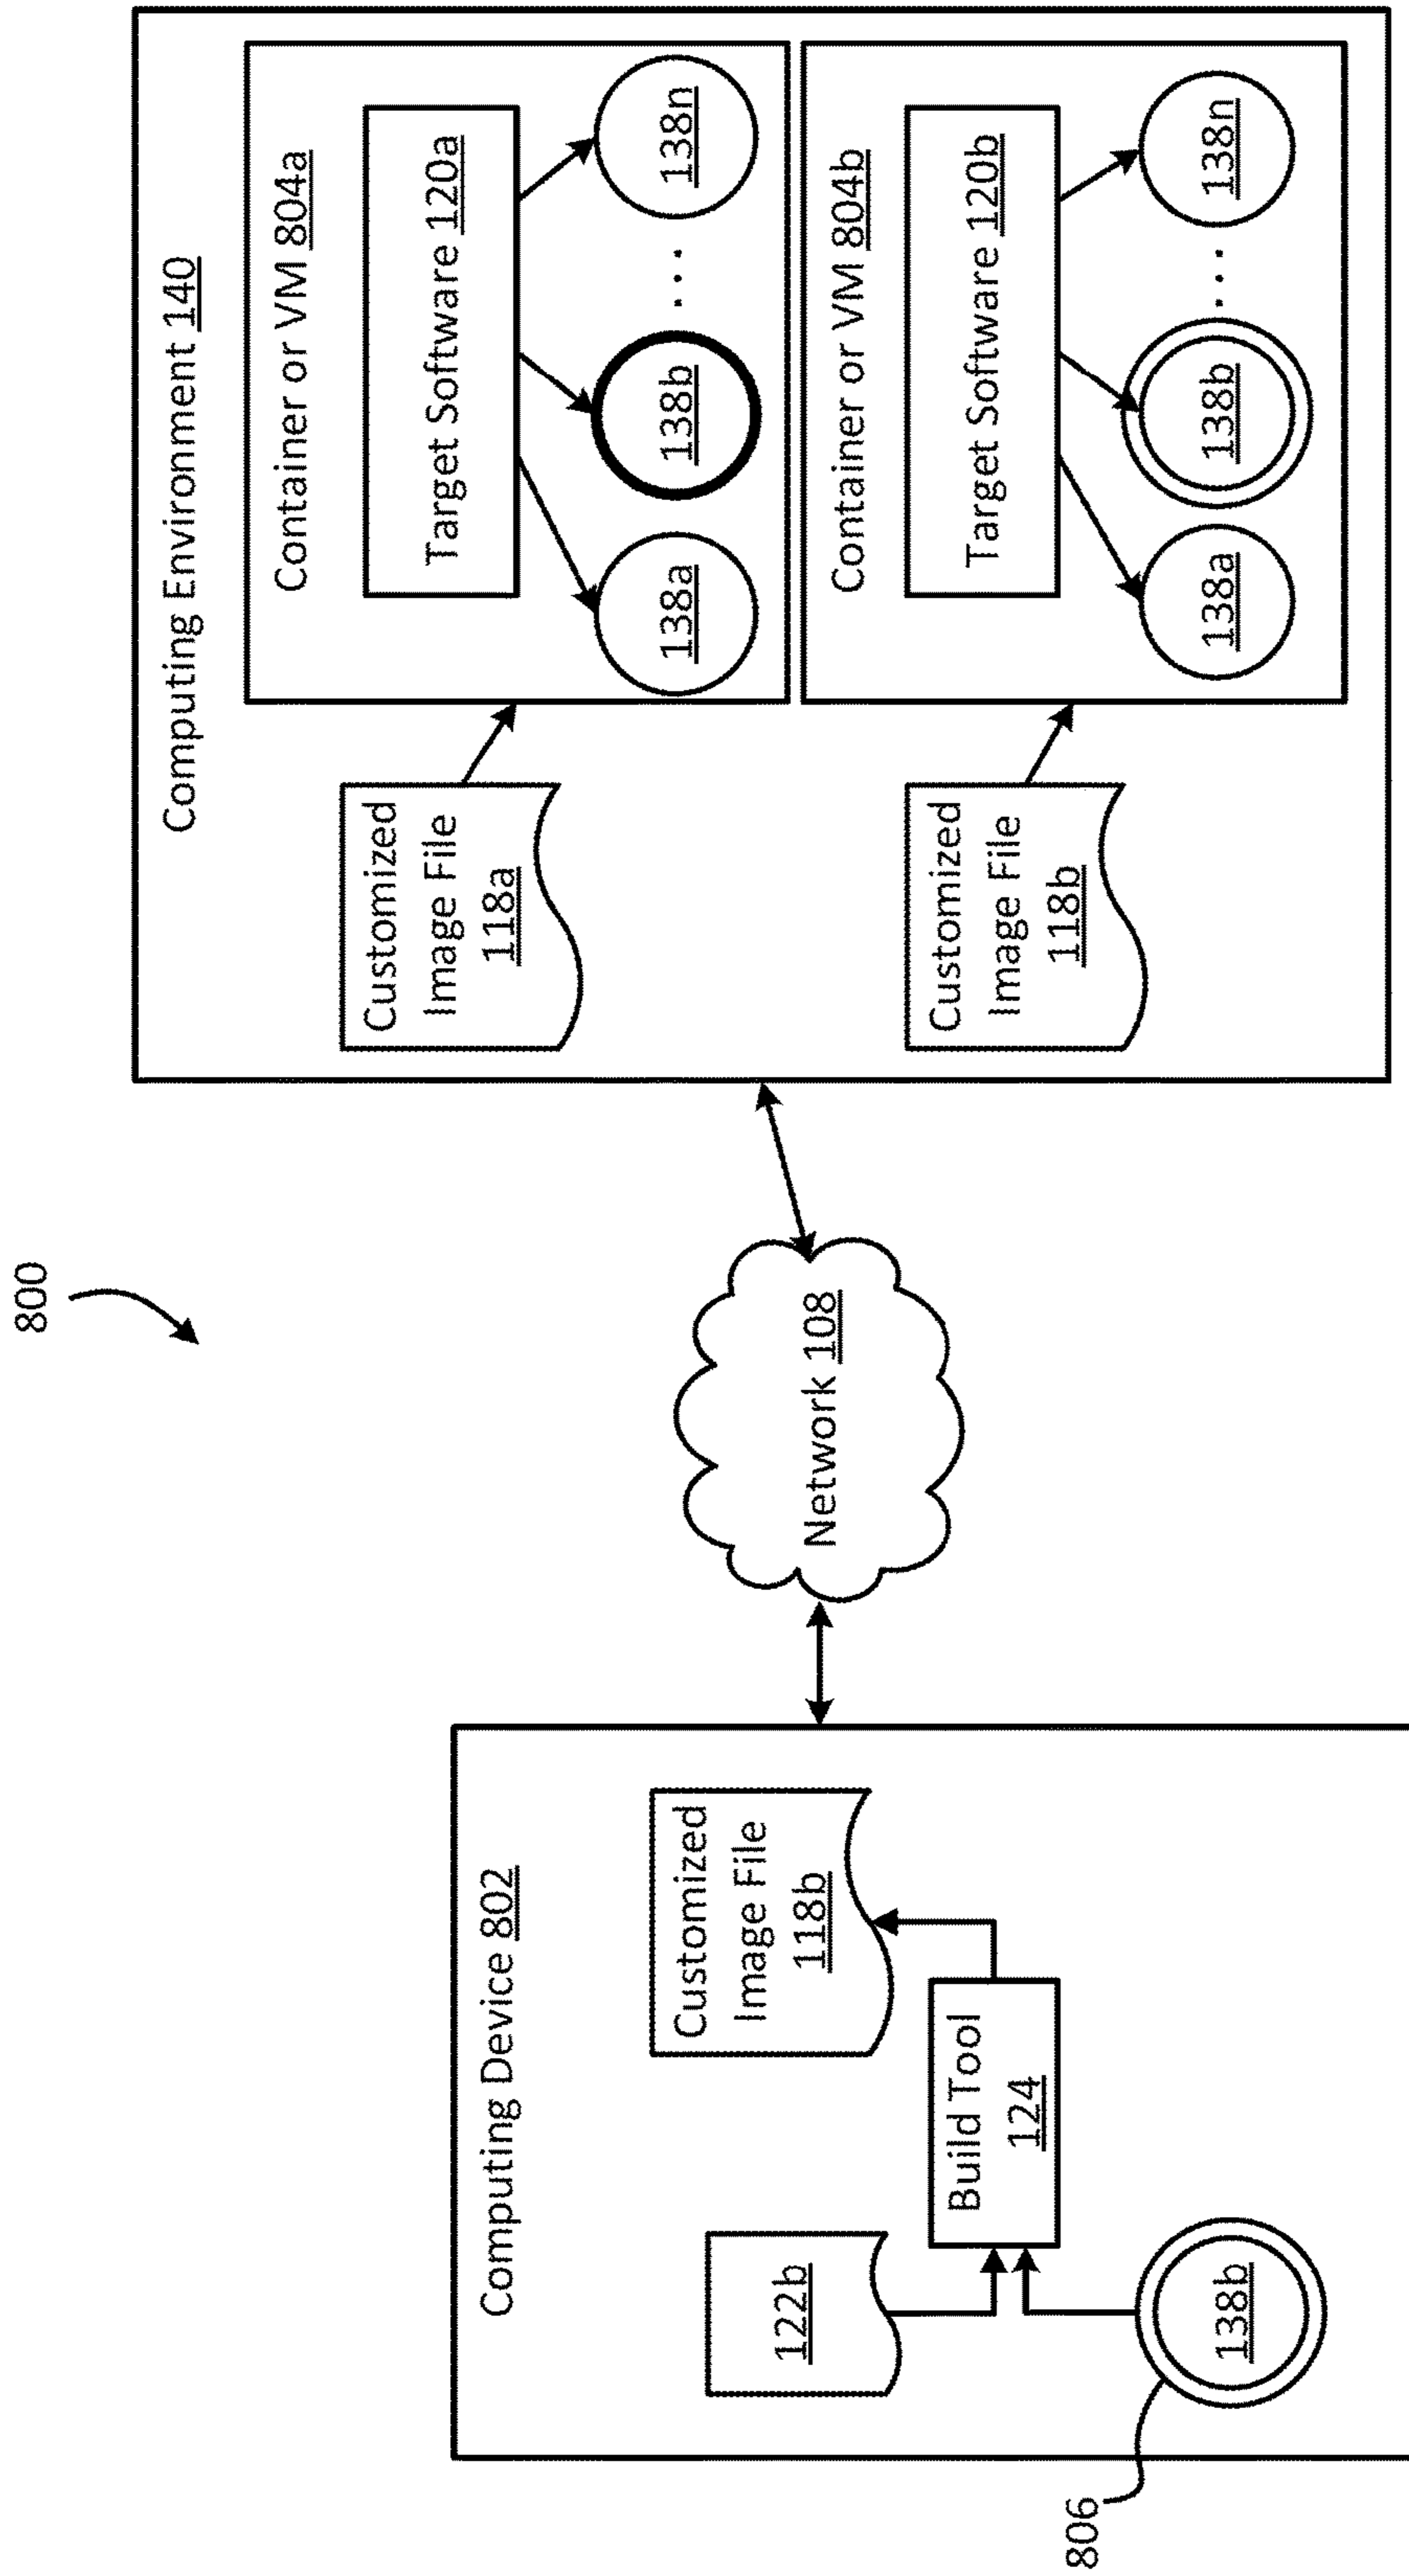 800
Computing Device 802
122b
Customized
Image File
118b
Build Tool
124
138b
806
Network 108
Computing Environment 140
Customized
Image File
118a
Container or VM 804a
Target Software 120a
138a
138b
...
138n
Customized
Image File
118b
Container or VM 804b
Target Software 120b
138a
138b
...
138n